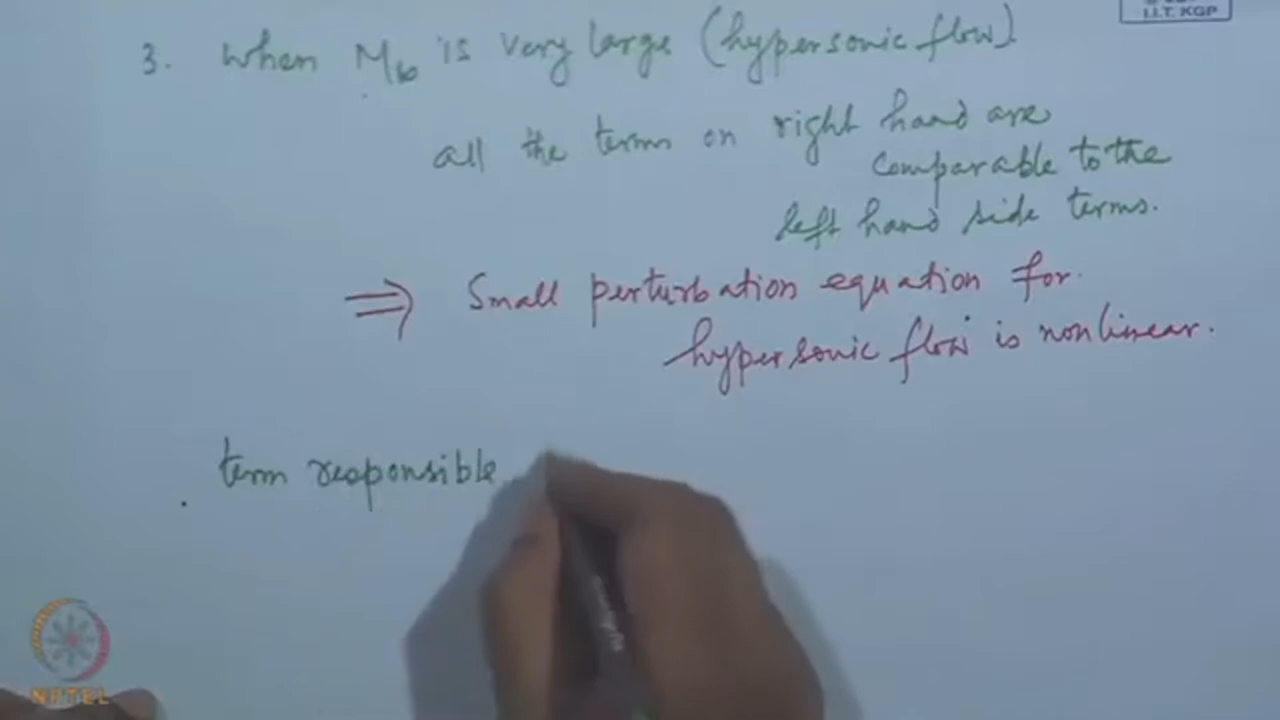 I.I.T. KGP
3. When M∞ is very large (hypersonic flow)
all the terms on right hand are
comparable to the
left hand side terms.
⇒ Small perturbation equation for
hypersonic flow is nonlinear.
term responsible
NPTEL